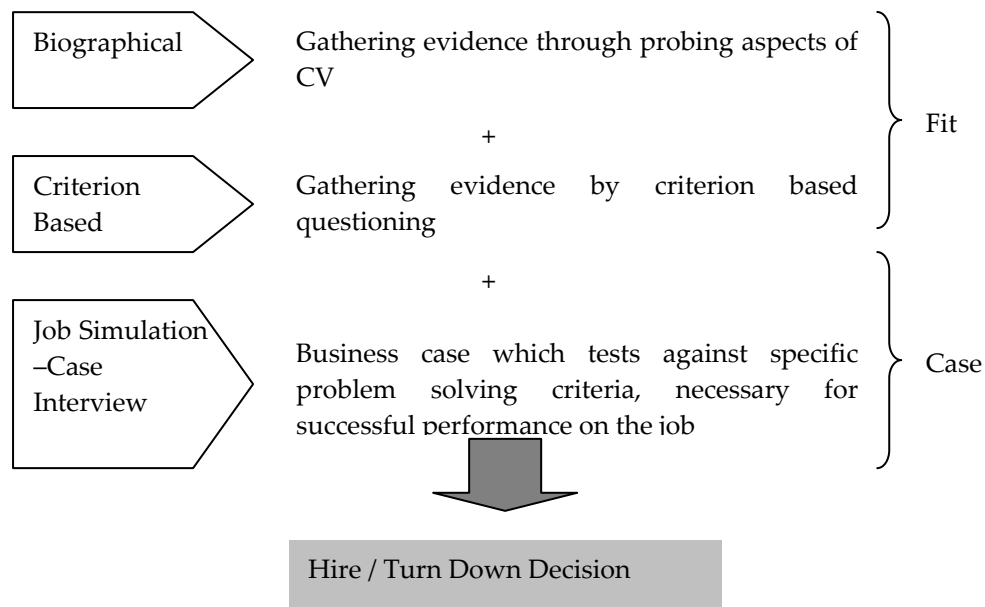 Biographical
Gathering evidence through probing aspects of
CV
+
Fit
Criterion
Based
Gathering evidence by criterion based
questioning
+
Job Simulation
–Case
Interview
Business case which tests against specific
problem solving criteria, necessary for
successful performance on the job
Case
Hire / Turn Down Decision